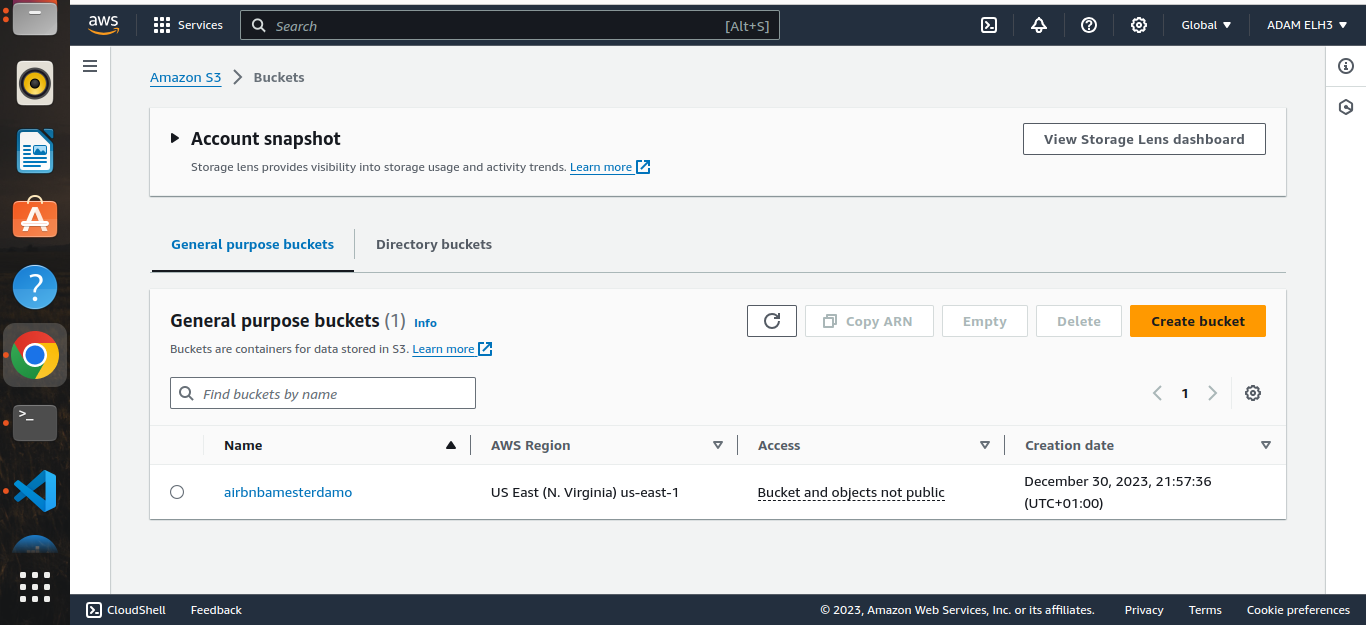 aws
Services
Search
[Alt+S]
Global
ADAM ELH3
Amazon S3
Buckets
Account snapshot
View Storage Lens dashboard
Storage lens provides visibility into storage usage and activity trends. Learn more
General purpose buckets
Directory buckets
General purpose buckets (1) Info
Copy ARN
Empty
Delete
Create bucket
Buckets are containers for data stored in S3. Learn more
Find buckets by name
1
Name
AWS Region
Access
Creation date
airbnbamesterdamo
US East (N. Virginia) us-east-1
Bucket and objects not public
December 30, 2023, 21:57:36
(UTC+01:00)
CloudShell
Feedback
© 2023, Amazon Web Services, Inc. or its affiliates.
Privacy
Terms
Cookie preferences